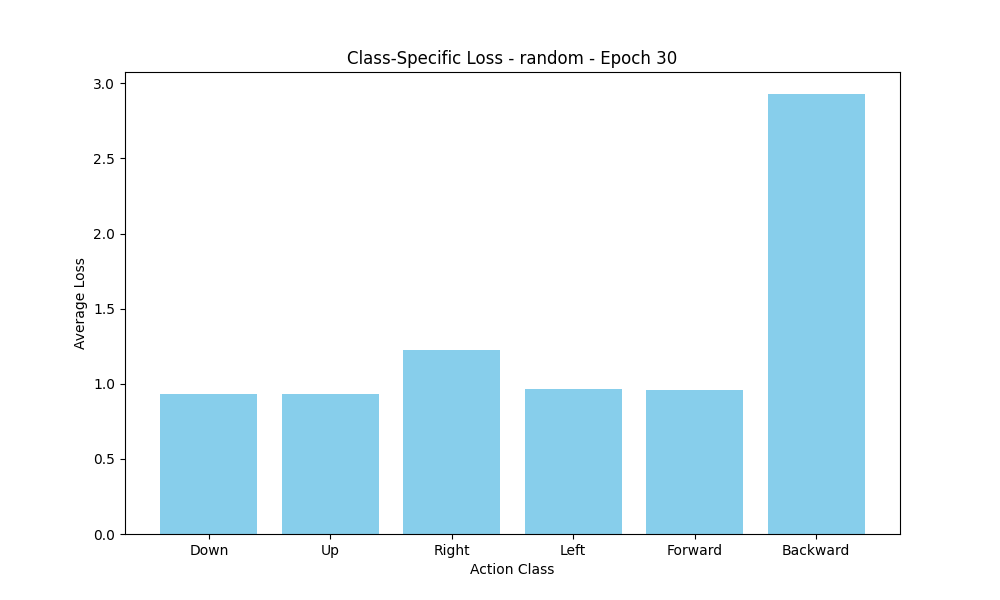 Class-Specific Loss - random - Epoch 30
3.0
2.5
2.0
1.5
1.0
0.5
0.0
Average Loss
Down Up Right Left Forward Backward
Action Class